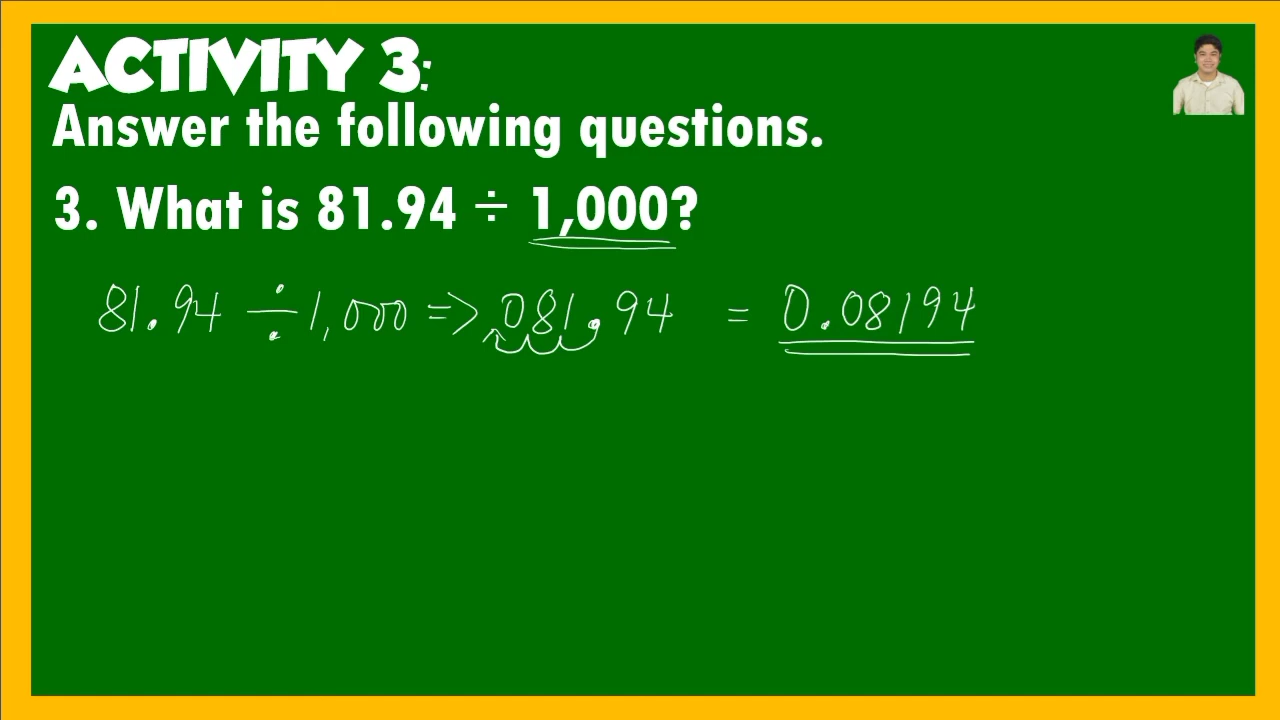 ACTIVITY 3:
Answer the following questions.
3. What is 81.94 ÷ 1,000?
81.94 ÷ 1,000 => 081.94 = 0.08194